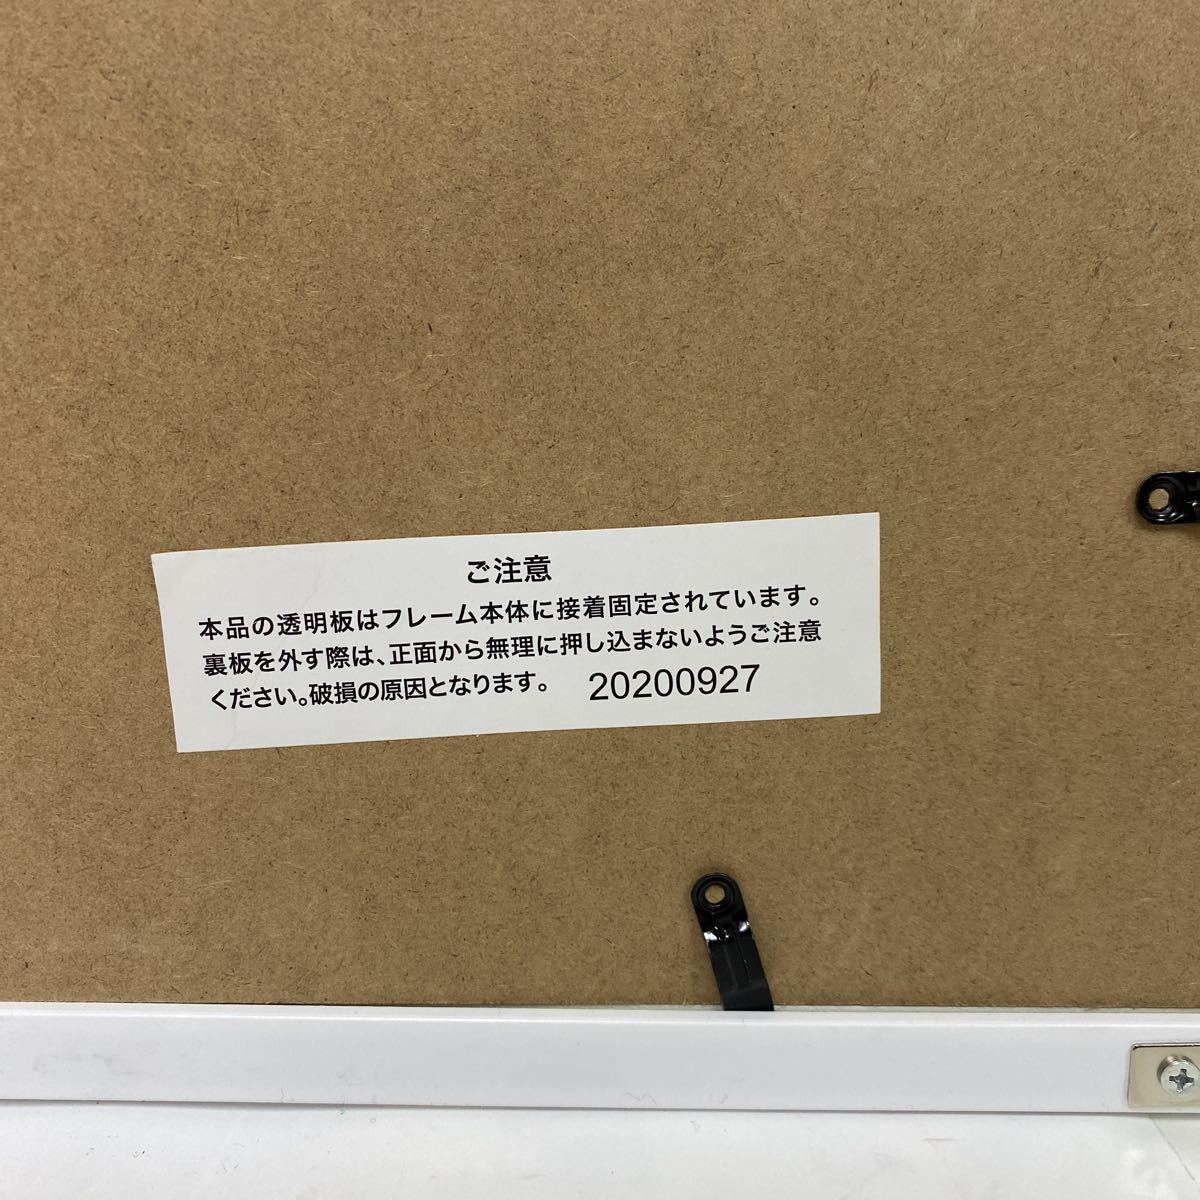 ご注意
本品の透明板はフレーム本体に接着固定されています。
裏板を外す際は、正面から無理に押し込まないようご注意
ください。破損の原因となります。 20200927